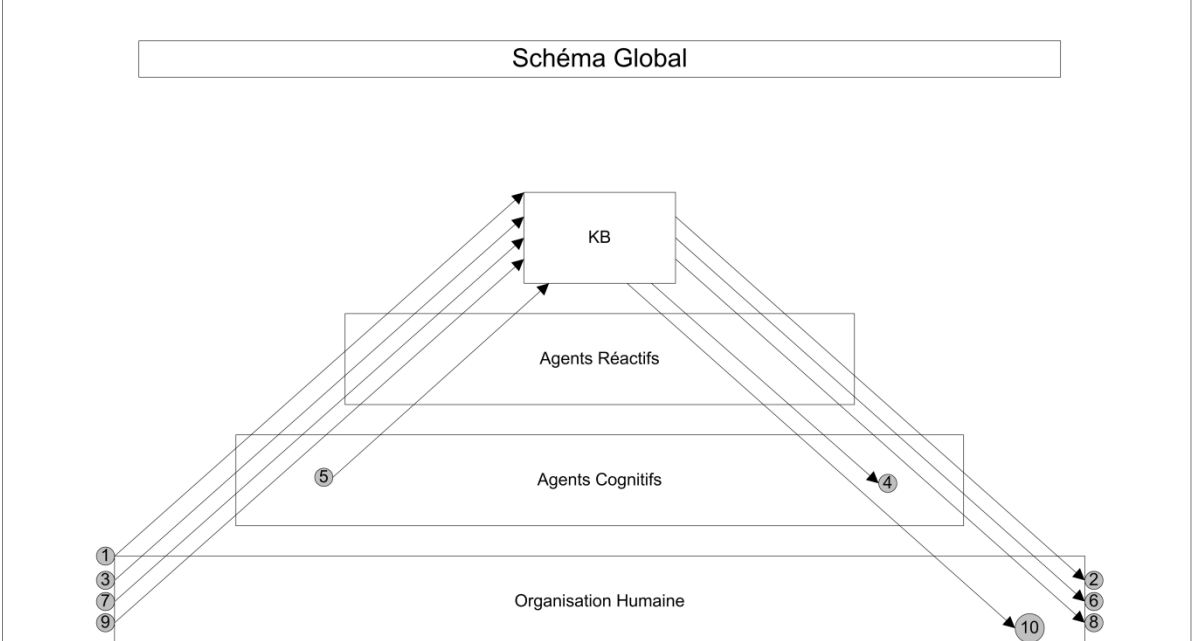 Schéma Global
KB
Agents Réactifs
5
Agents Cognitifs
4
1
3
2
7
Organisation Humaine
6
9
8
10